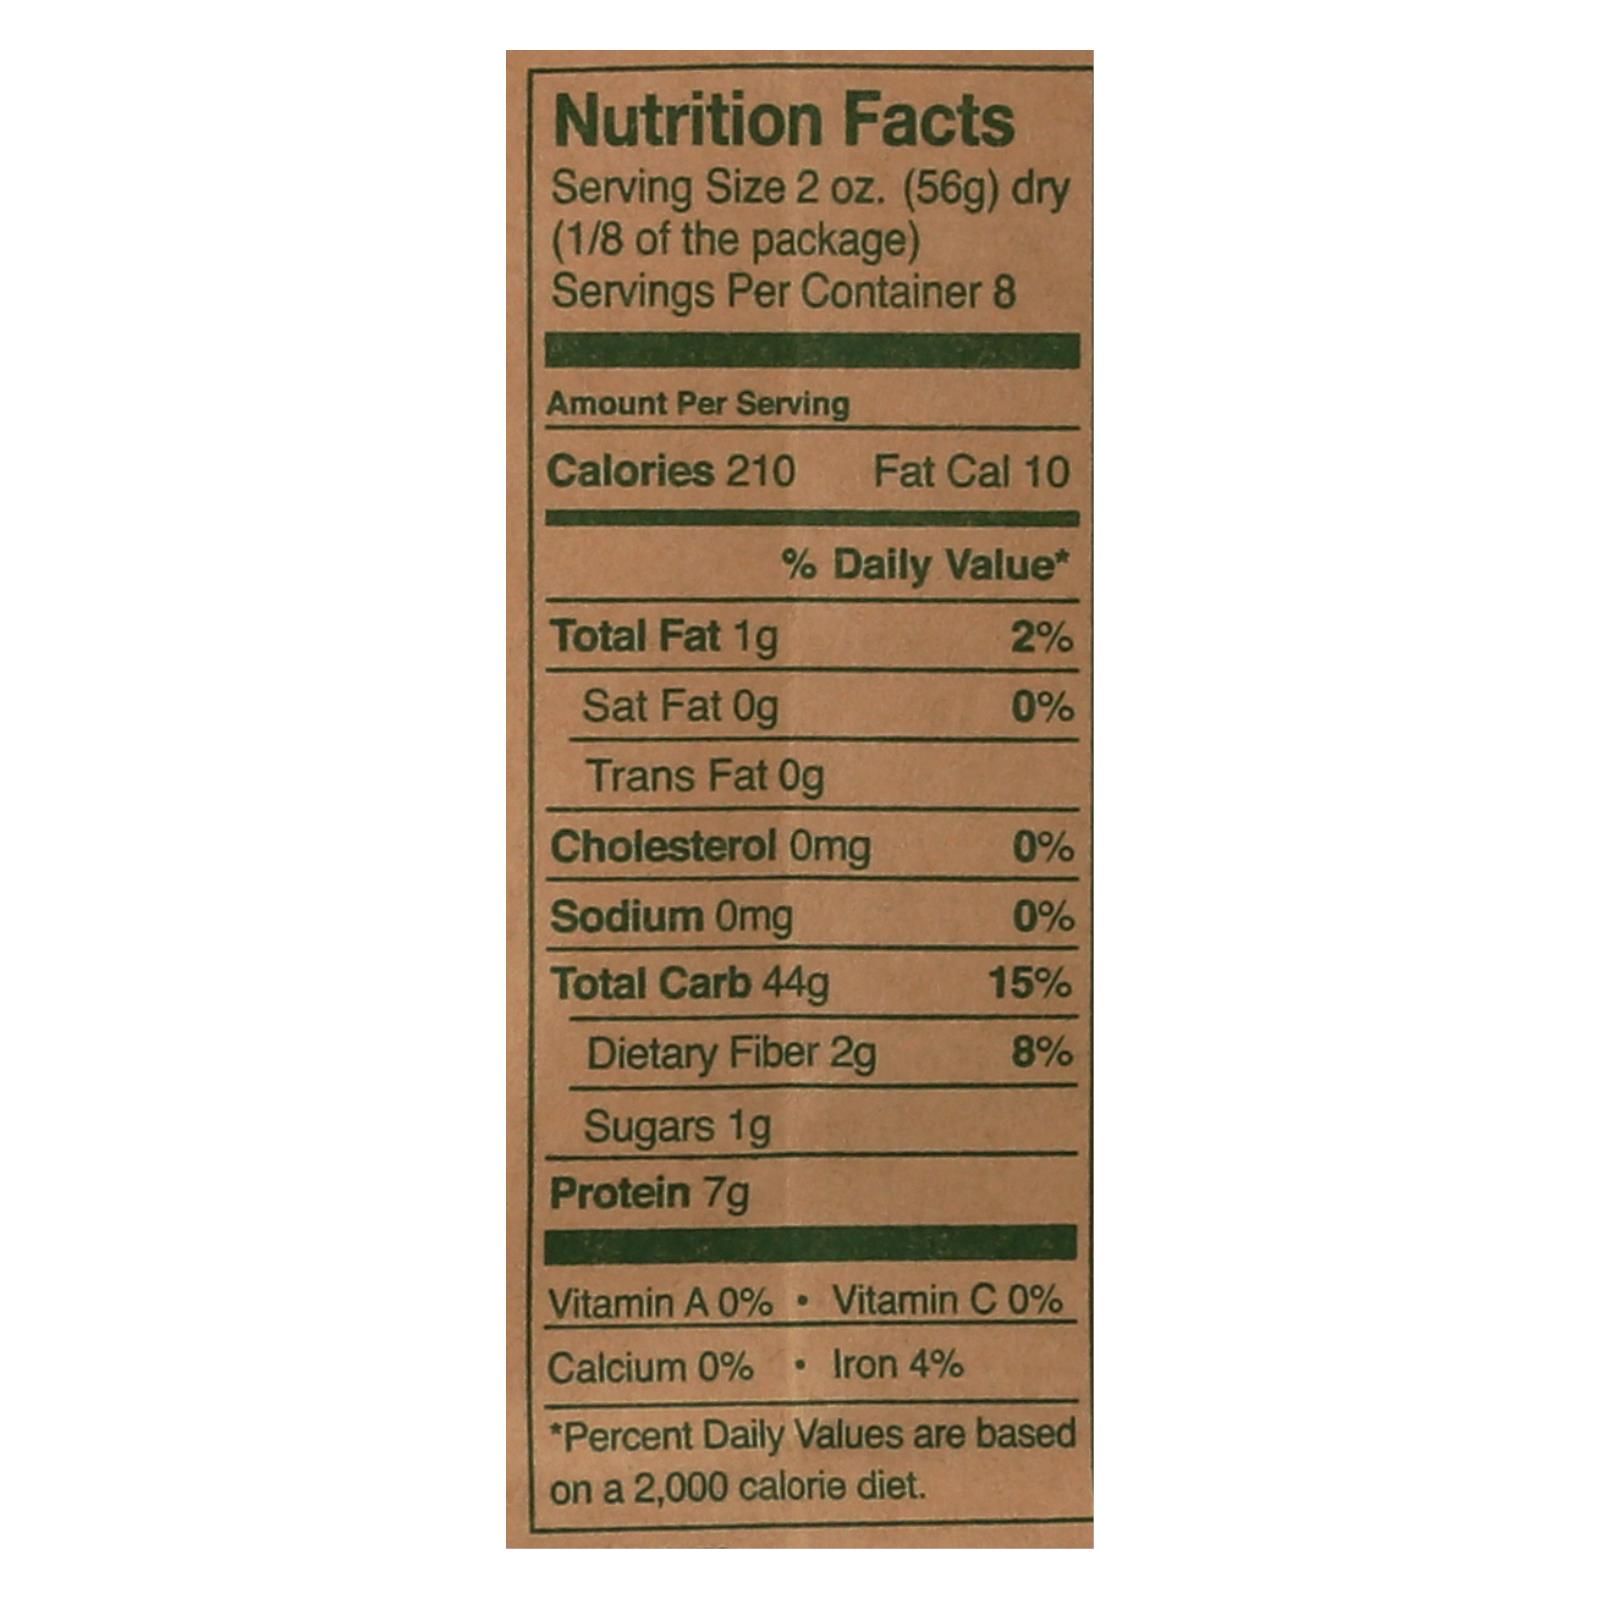 Nutrition Facts
Serving Size 2 oz. (56g) dry
(1/8 of the package)
Servings Per Container 8
Amount Per Serving
Calories 210 Fat Cal 10
% Daily Value*
Total Fat 1g 2%
Sat Fat 0g 0%
Trans Fat 0g
Cholesterol 0mg 0%
Sodium 0mg 0%
Total Carb 44g 15%
Dietary Fiber 2g 8%
Sugars 1g
Protein 7g
Vitamin A 0% • Vitamin C 0%
Calcium 0% • Iron 4%
*Percent Daily Values are based
on a 2,000 calorie diet.